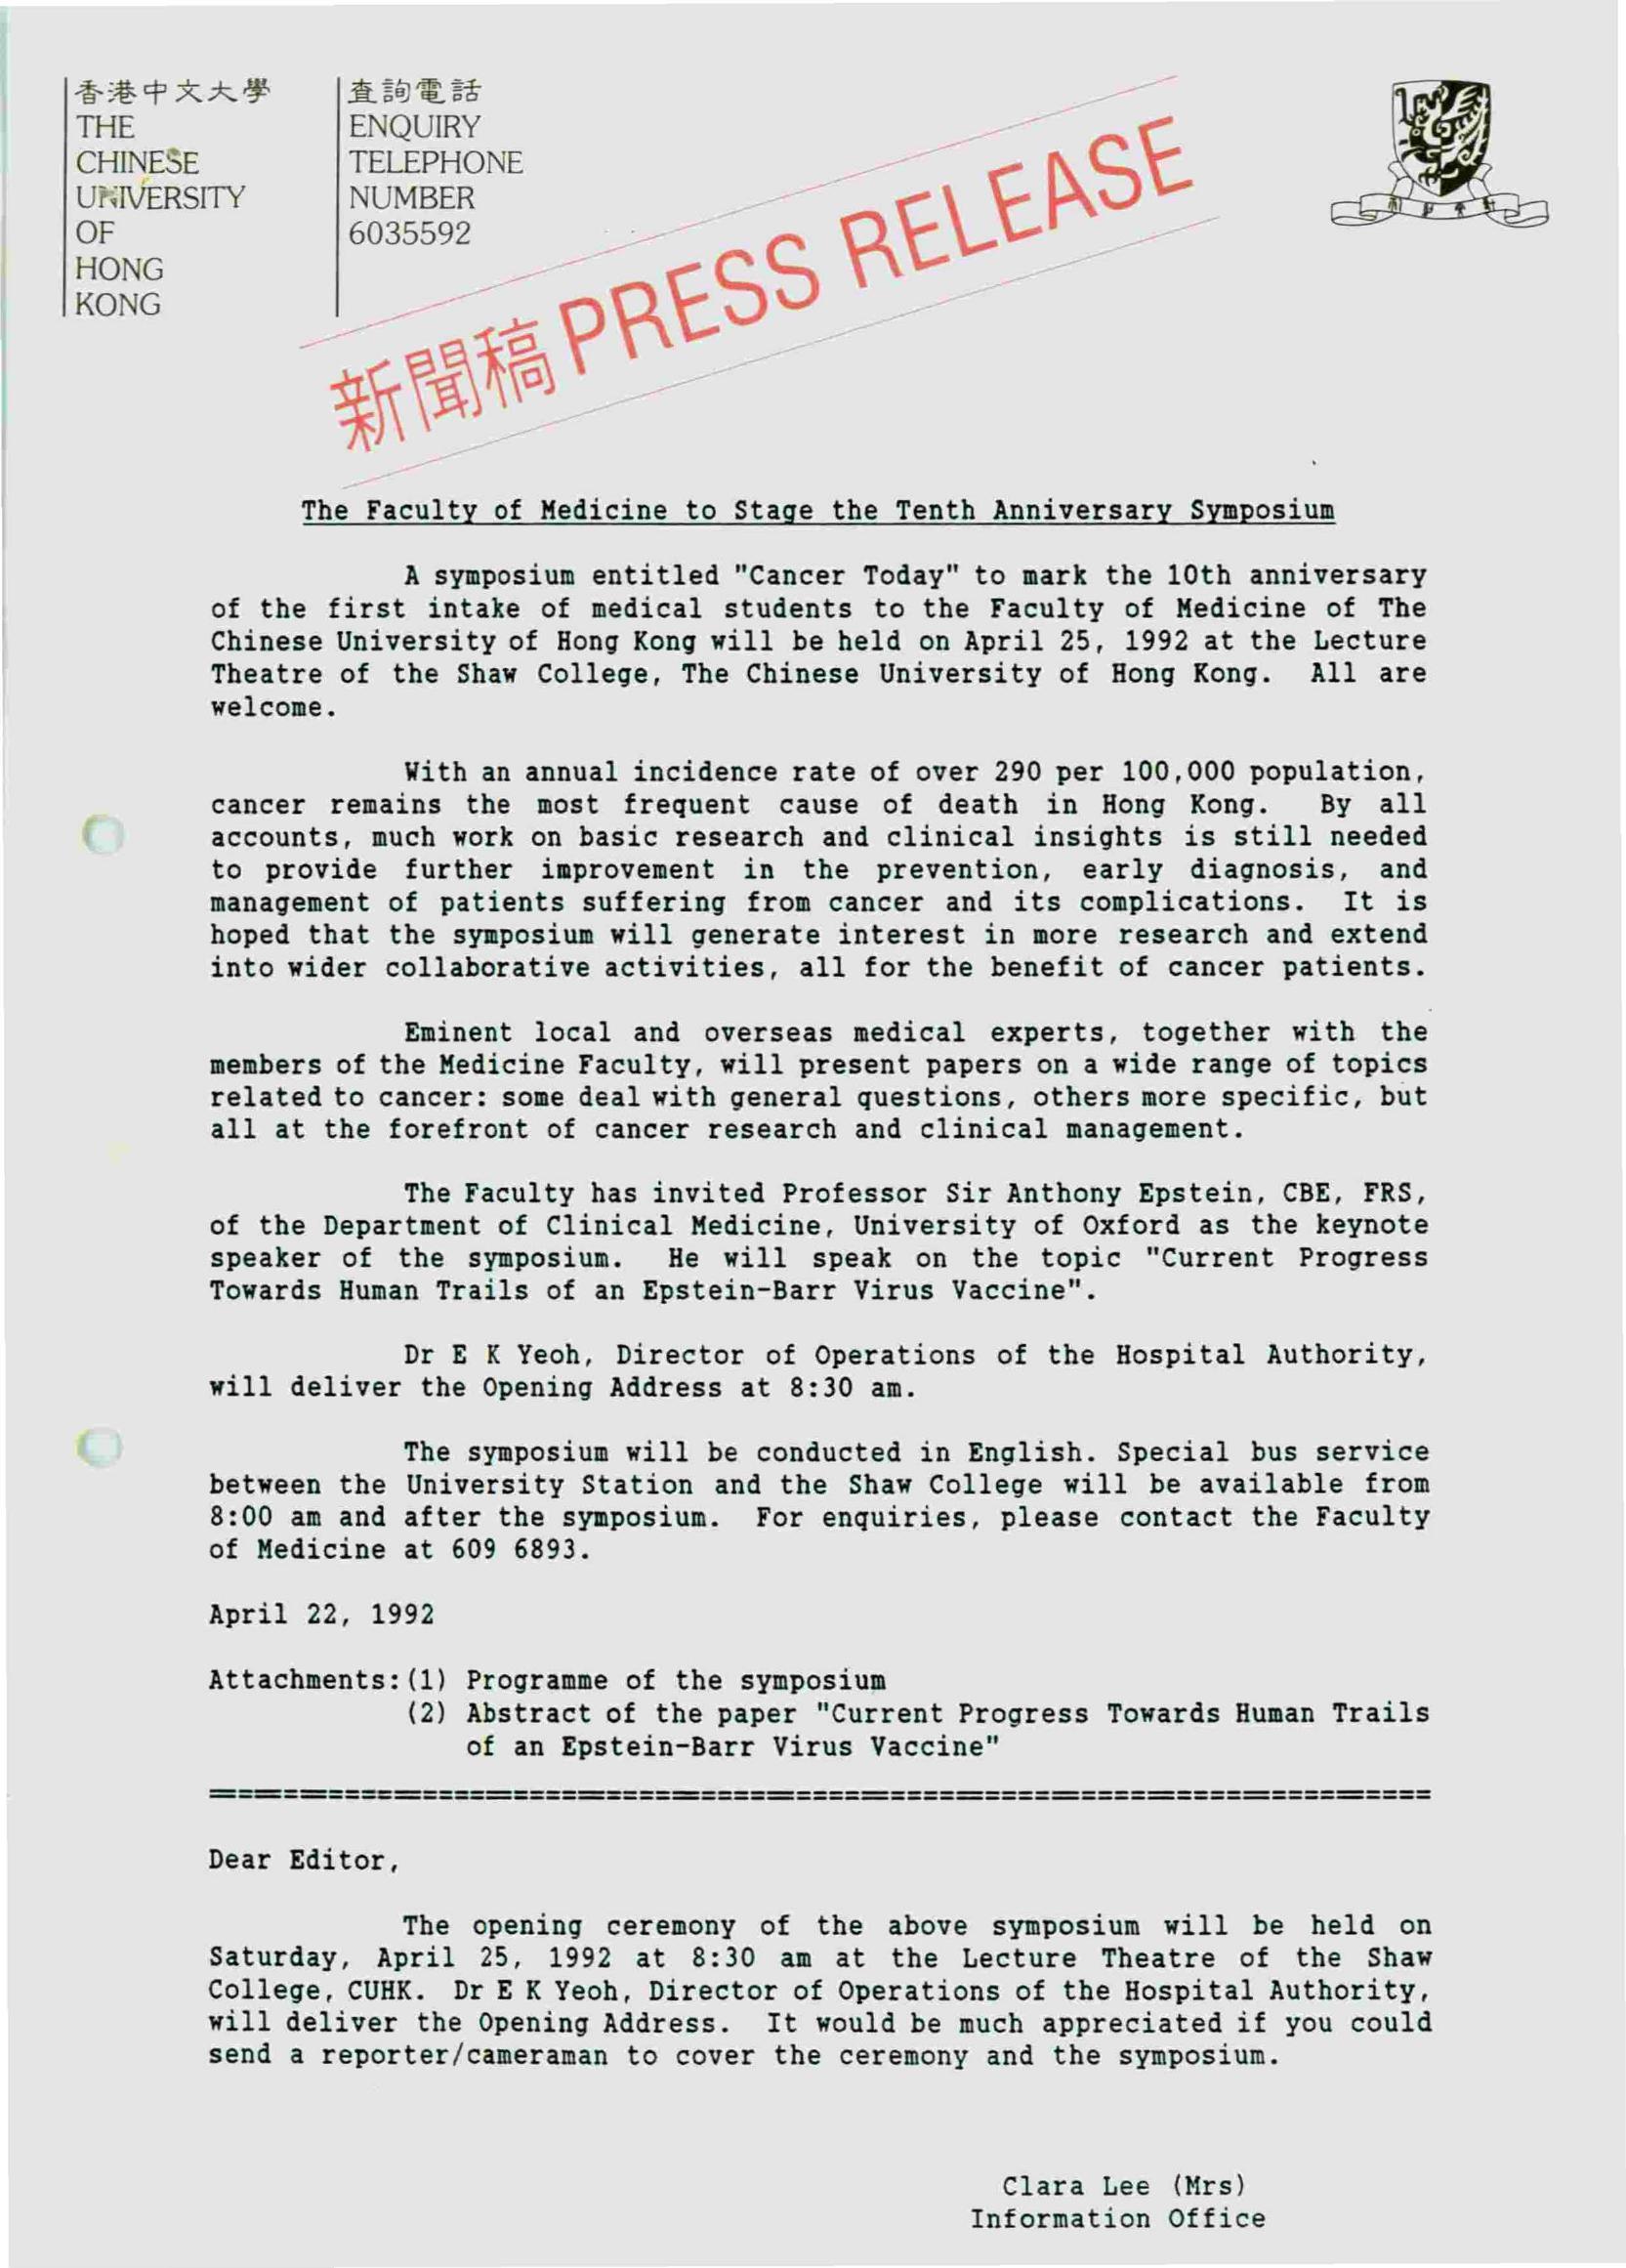 香港中文大學
THE
CHINESE
UNIVERSITY
OF
HONG
KONG
查詢電話
ENQUIRY
TELEPHONE
NUMBER
6035592
新聞稿 PRESS RELEASE
The Faculty of Medicine to Stage the Tenth Anniversary Symposium
A symposium entitled "Cancer Today" to mark the 10th anniversary
of the first intake of medical students to the Faculty of Medicine of The
Chinese University of Hong Kong will be held on April 25, 1992 at the Lecture
Theatre of the Shaw College, The Chinese University of Hong Kong. All are
welcome.
With an annual incidence rate of over 290 per 100,000 population,
cancer remains the most frequent cause of death in Hong Kong. By all
accounts, much work on basic research and clinical insights is still needed
to provide further improvement in the prevention, early diagnosis, and
management of patients suffering from cancer and its complications. It is
hoped that the symposium will generate interest in more research and extend
into wider collaborative activities, all for the benefit of cancer patients.
Eminent local and overseas medical experts, together with the
members of the Medicine Faculty, will present papers on a wide range of topics
related to cancer: some deal with general questions, others more specific, but
all at the forefront of cancer research and clinical management.
The Faculty has invited Professor Sir Anthony Epstein, CBE, FRS,
of the Department of Clinical Medicine, University of Oxford as the keynote
speaker of the symposium. He will speak on the topic "Current Progress
Towards Human Trails of an Epstein-Barr Virus Vaccine".
Dr E K Yeoh, Director of Operations of the Hospital Authority,
will deliver the Opening Address at 8:30 am.
The symposium will be conducted in English. Special bus service
between the University Station and the Shaw College will be available from
8:00 am and after the symposium. For enquiries, please contact the Faculty
of Medicine at 609 6893.
April 22, 1992
Attachments:(1) Programme of the symposium
(2) Abstract of the paper "Current Progress Towards Human Trails
of an Epstein-Barr Virus Vaccine"
Dear Editor,
The opening ceremony of the above symposium will be held on
Saturday, April 25, 1992 at 8:30 am at the Lecture Theatre of the Shaw
College, CUHK. Dr E K Yeoh, Director of Operations of the Hospital Authority,
will deliver the Opening Address. It would be much appreciated if you could
send a reporter/cameraman to cover the ceremony and the symposium.
Clara Lee (Mrs)
Information Office